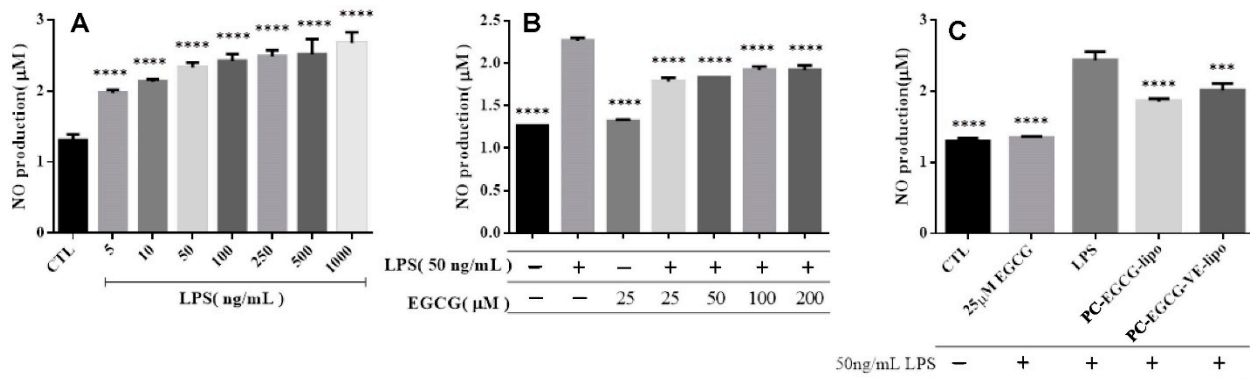 A
NO production(μM)
3
2
1
0
****
****
****
****
****
****
****
CTL
5
10
50
100
250
500
1000
LPS( ng/mL )
B
NO production( μM)
2.5
2.0
1.5
1.0
0.5
0.0
****
****
****
****
****
****
LPS( 50 ng/mL) − + − + + + +
EGCG(μM) − − 25 25 50 100 200
C
NO production(μM)
3
2
1
0
****
****
****
***
CTL
25μM EGCG
LPS
PC-EGCG-lipo
PC-EGCG-VE-lipo
50ng/mL LPS − + + + +